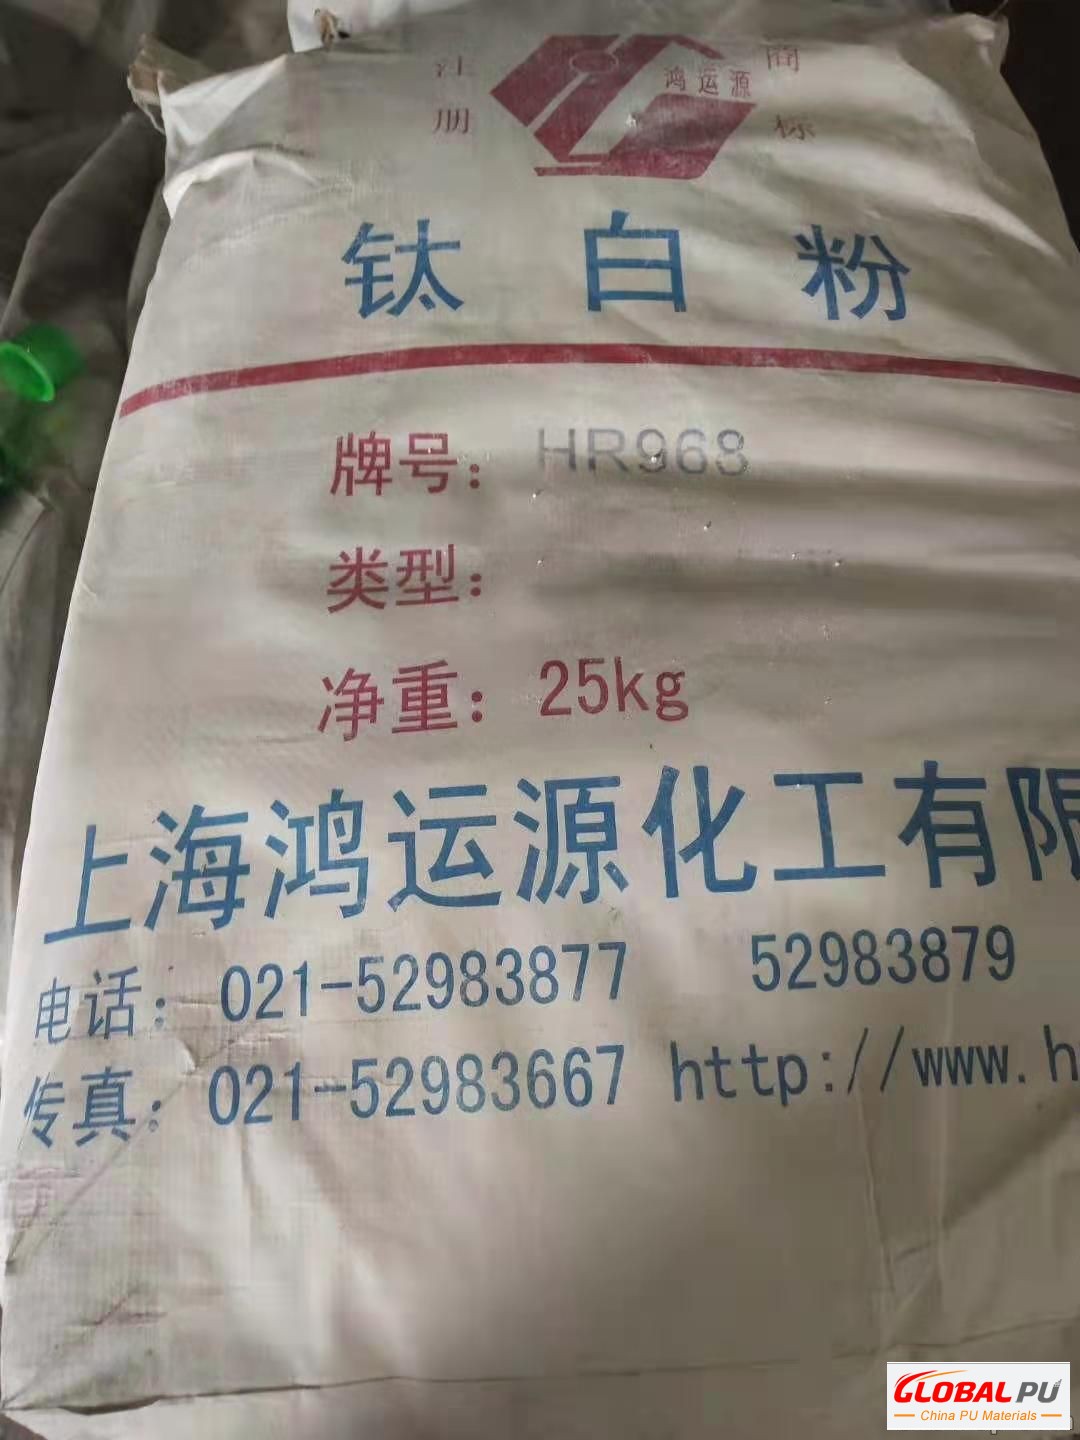 注册 商标
鸿运源
钛白粉
牌号: HR968
类型:
净重: 25kg
上海鸿运源化工有限
电话: 021-52983877 52983879
传真: 021-52983667 http://www.h
GLOBAL PU
China PU Materials